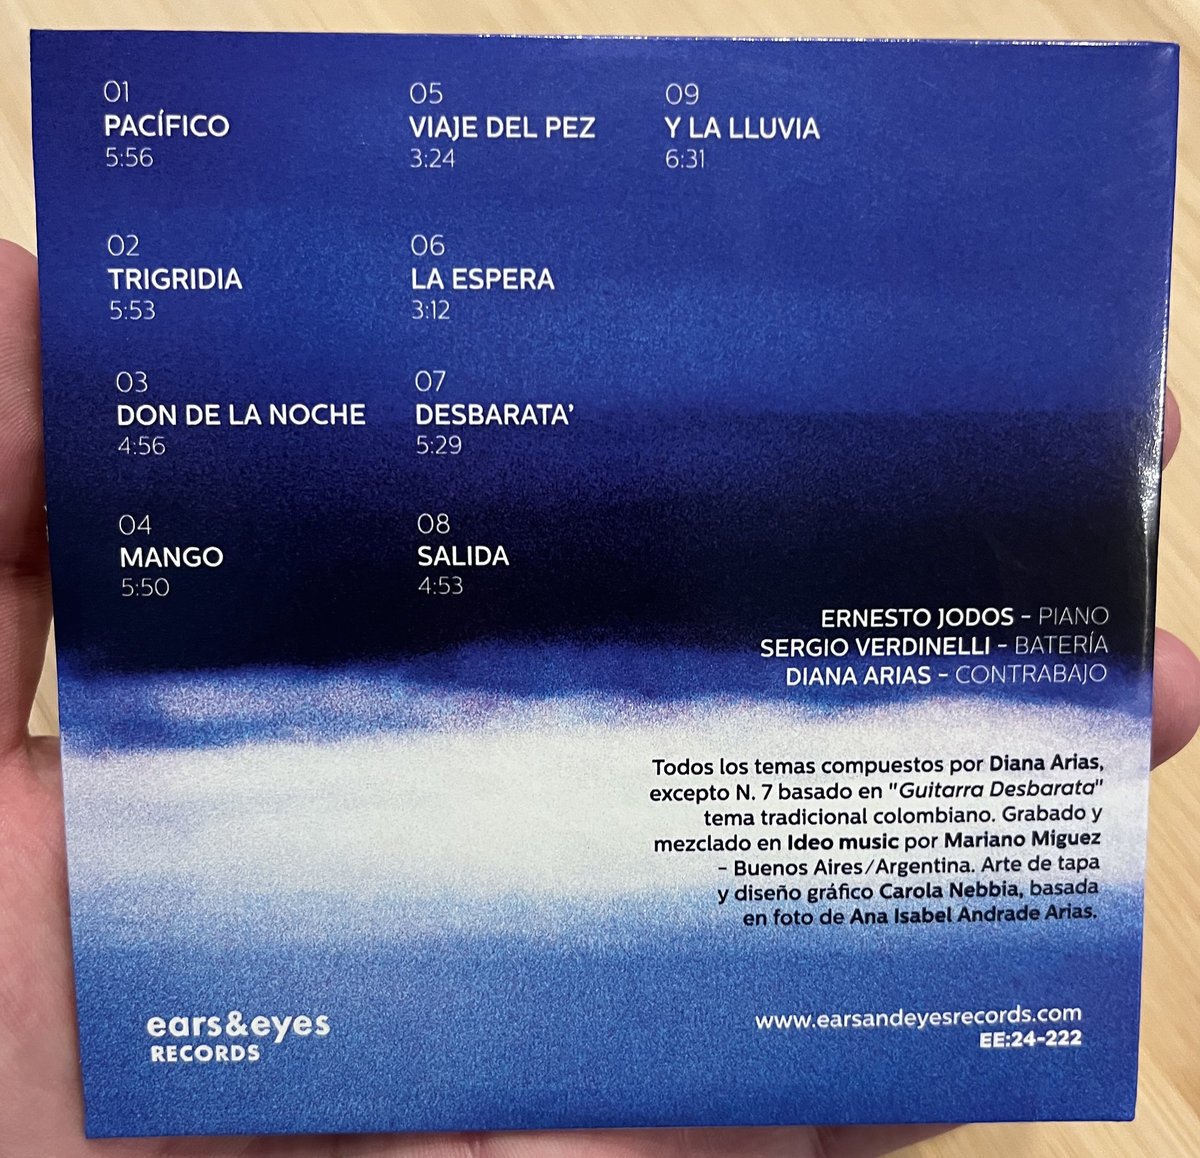 01
PACÍFICO
5:56
02
TRIGRIDIA
5:53
03
DON DE LA NOCHE
4:56
04
MANGO
5:50
05
VIAJE DEL PEZ
3:24
06
LA ESPERA
3:12
07
DESBARATA’
5:29
08
SALIDA
4:53
09
Y LA LLUVIA
6:31
ERNESTO JODOS – PIANO
SERGIO VERDINELLI – BATERÍA
DIANA ARIAS – CONTRABAJO
Todos los temas compuestos por Diana Arias,
excepto N. 7 basado en "Guitarra Desbarata"
tema tradicional colombiano. Grabado y
mezclado en Ideo music por Mariano Miguez
– Buenos Aires/Argentina. Arte de tapa
y diseño gráfico Carola Nebbia, basada
en foto de Ana Isabel Andrade Arias.
ears&eyes
RECORDS
www.earsandeyesrecords.com
EE:24-222